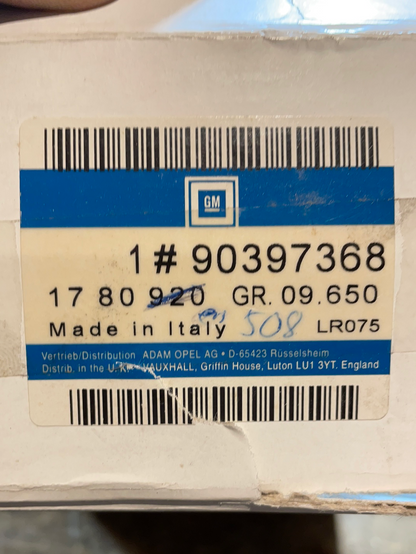 GM
1# 90397368
17 80 920 GR. 09.650
Made in Italy 508 LR075
Vertrieb/Distribution ADAM OPEL AG • D-65423 Rüsselsheim
Distrib. in the U.K. VAUXHALL, Griffin House, Luton LU1 3YT. England